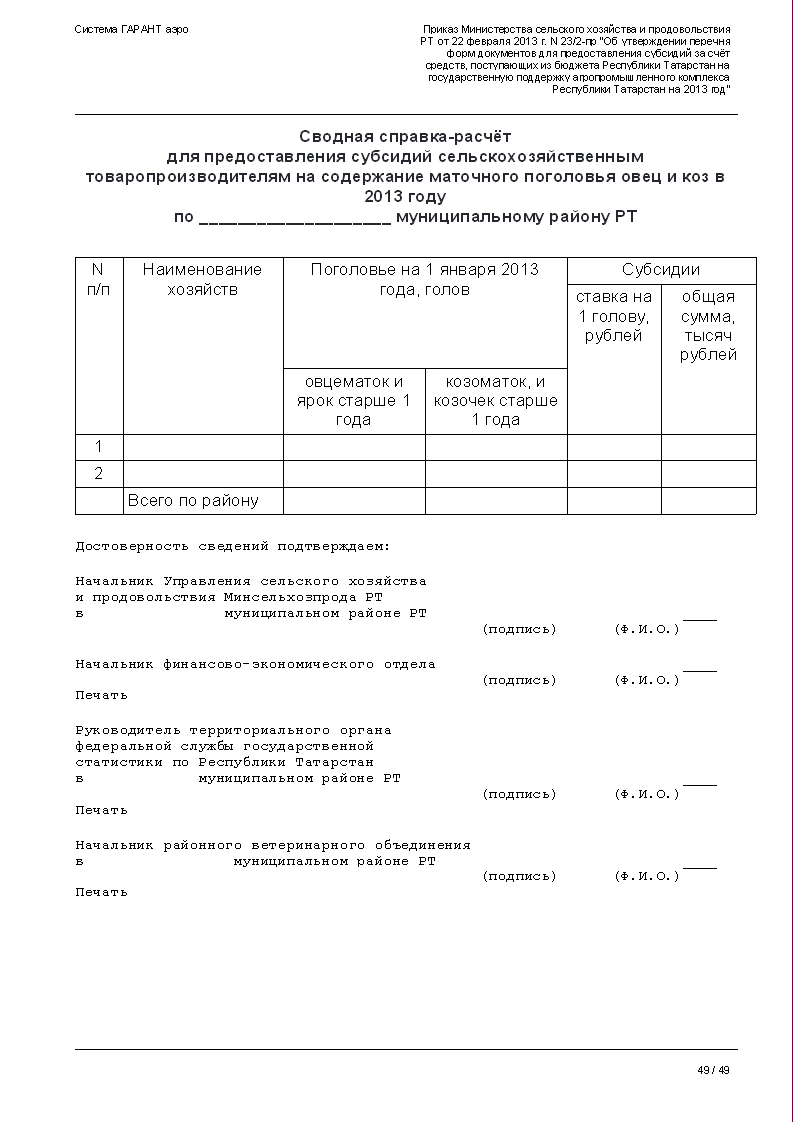 Система ГАРАНТ аэро
Приказ Министерства сельского хозяйства и продовольствия
РТ от 22 февраля 2013 г. N 23/2-пр "Об утверждении перечня
форм документов для предоставления субсидий за счёт
средств, поступающих из бюджета Республики Татарстан на
государственную поддержку агропромышленного комплекса
Республики Татарстан на 2013 год"
Сводная справка-расчёт
для предоставления субсидий сельскохозяйственным
товаропроизводителям на содержание маточного поголовья овец и коз в
2013 году
по ____________________ муниципальному району РТ
N
п/п
Наименование
хозяйств
Поголовье на 1 января 2013
года, голов
Субсидии
ставка на
1 голову,
рублей
общая
сумма,
тысяч
рублей
овцематок и
ярок старше 1
года
козоматок, и
козочек старше
1 года
1
2
Всего по району
Достоверность сведений подтверждаем:
Начальник Управления сельского хозяйства
и продовольствия Минсельхозпрода РТ
в муниципальном районе РТ ____
(подпись) (Ф.И.О.)
Начальник финансово-экономического отдела ____
(подпись) (Ф.И.О.)
Печать
Руководитель территориального органа
федеральной службы государственной
статистики по Республики Татарстан
в муниципальном районе РТ ____
(подпись) (Ф.И.О.)
Печать
Начальник районного ветеринарного объединения
в муниципальном районе РТ ____
(подпись) (Ф.И.О.)
Печать
49 / 49